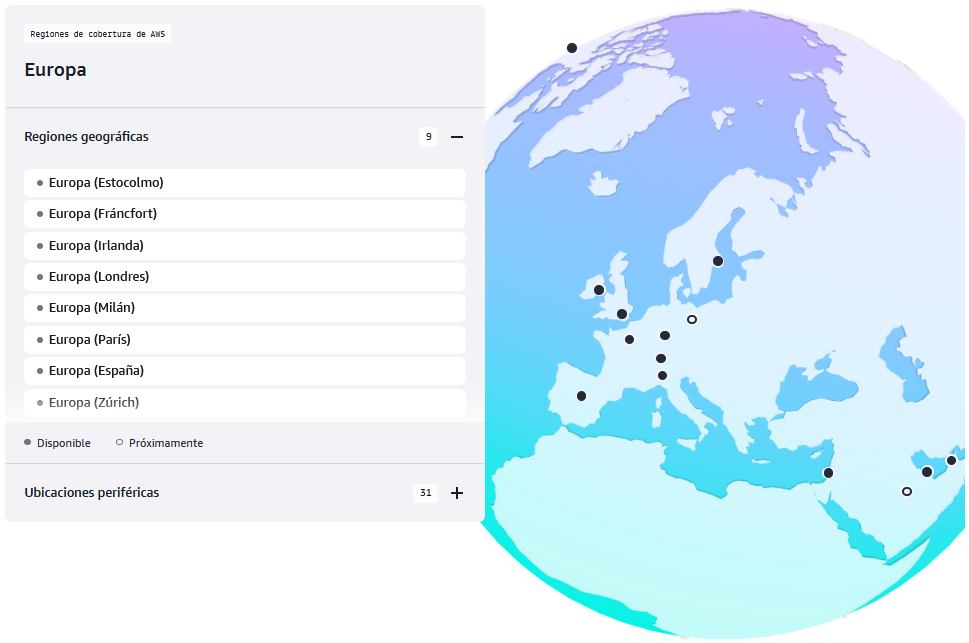 Regiones de cobertura de AWS
Europa
Regiones geográficas 9
Europa (Estocolmo)
Europa (Fráncfort)
Europa (Irlanda)
Europa (Londres)
Europa (Milán)
Europa (París)
Europa (España)
Europa (Zúrich)
Disponible Próximamente
Ubicaciones periféricas 31